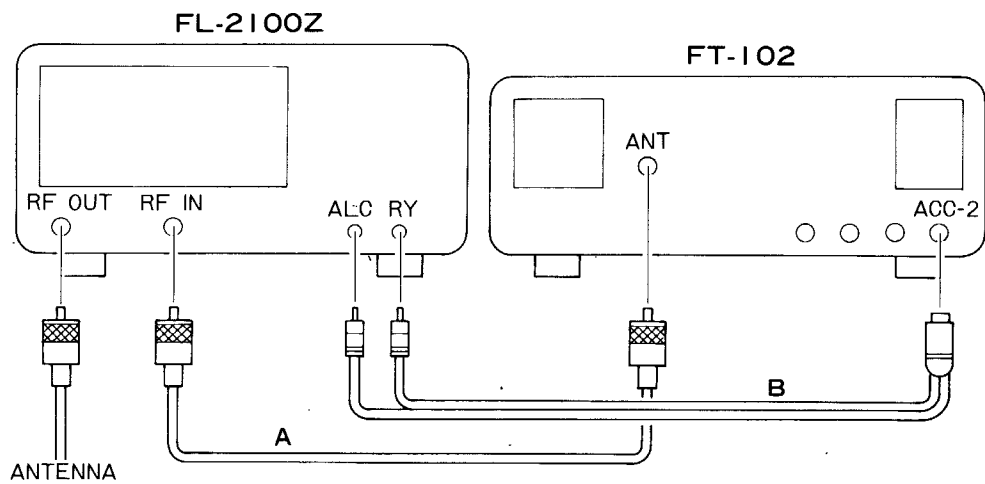 FL-2100Z
FT-102
ANT
RF OUT RF IN
ALC RY
ACC-2
B
A
ANTENNA